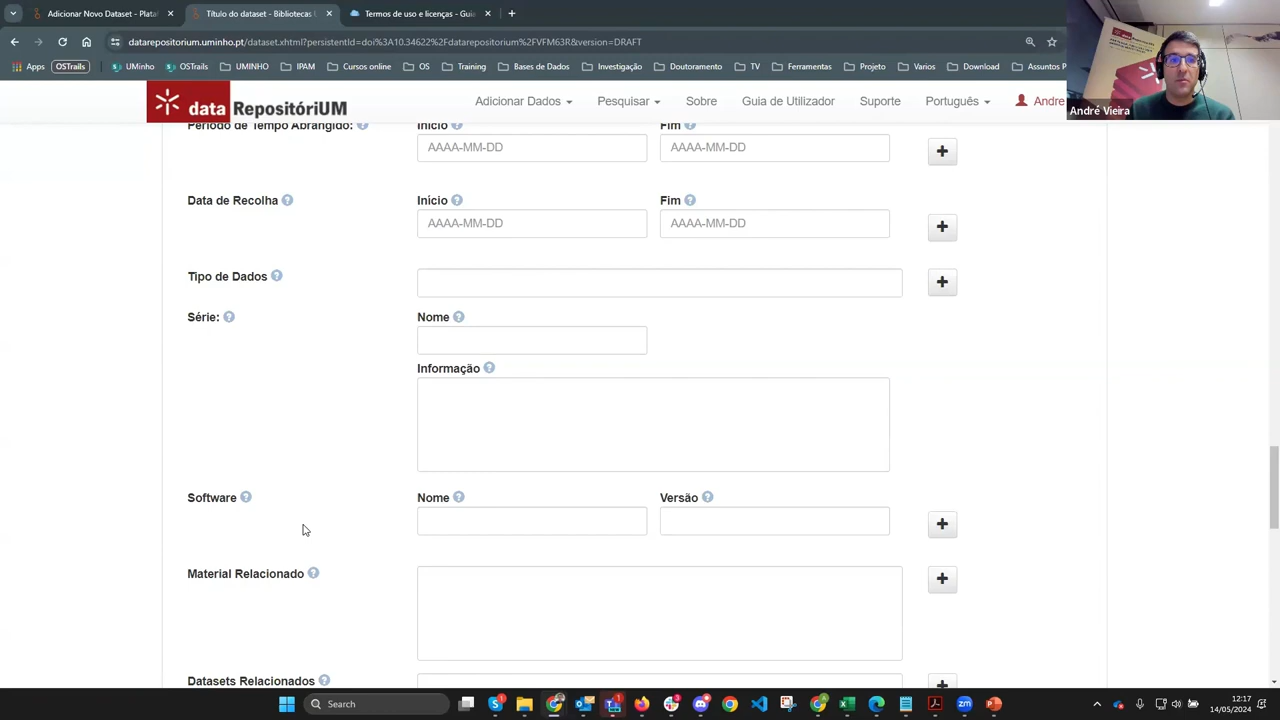 Adicionar Novo Dataset - Plat
Título do dataset - Bibliotecas
Termos de uso e licenças - Guia
datarepositorium.uminho.pt/dataset.xhtml?persistentId=doi%3A10.34622%2Fdatarepositorium%2FVFM63R&version=DRAFT
Apps
OSTrails
UMinho
OSTrails
UMINHO
IPAM
Cursos online
OS
Training
Bases de Dados
Investigação
Doutoramento
TV
Ferramentas
Projeto
Varios
Download
Assuntos P
André Vieira
data RepositóriUM
Adicionar Dados
Pesquisar
Sobre
Guia de Utilizador
Suporte
Português
Andre
Período de Tempo Abrangido:
Início
Fim
AAAA-MM-DD
AAAA-MM-DD
Data de Recolha
Início
Fim
AAAA-MM-DD
AAAA-MM-DD
Tipo de Dados
Série:
Nome
Informação
Software
Nome
Versão
Material Relacionado
Datasets Relacionados
Search
12:17
14/05/2024